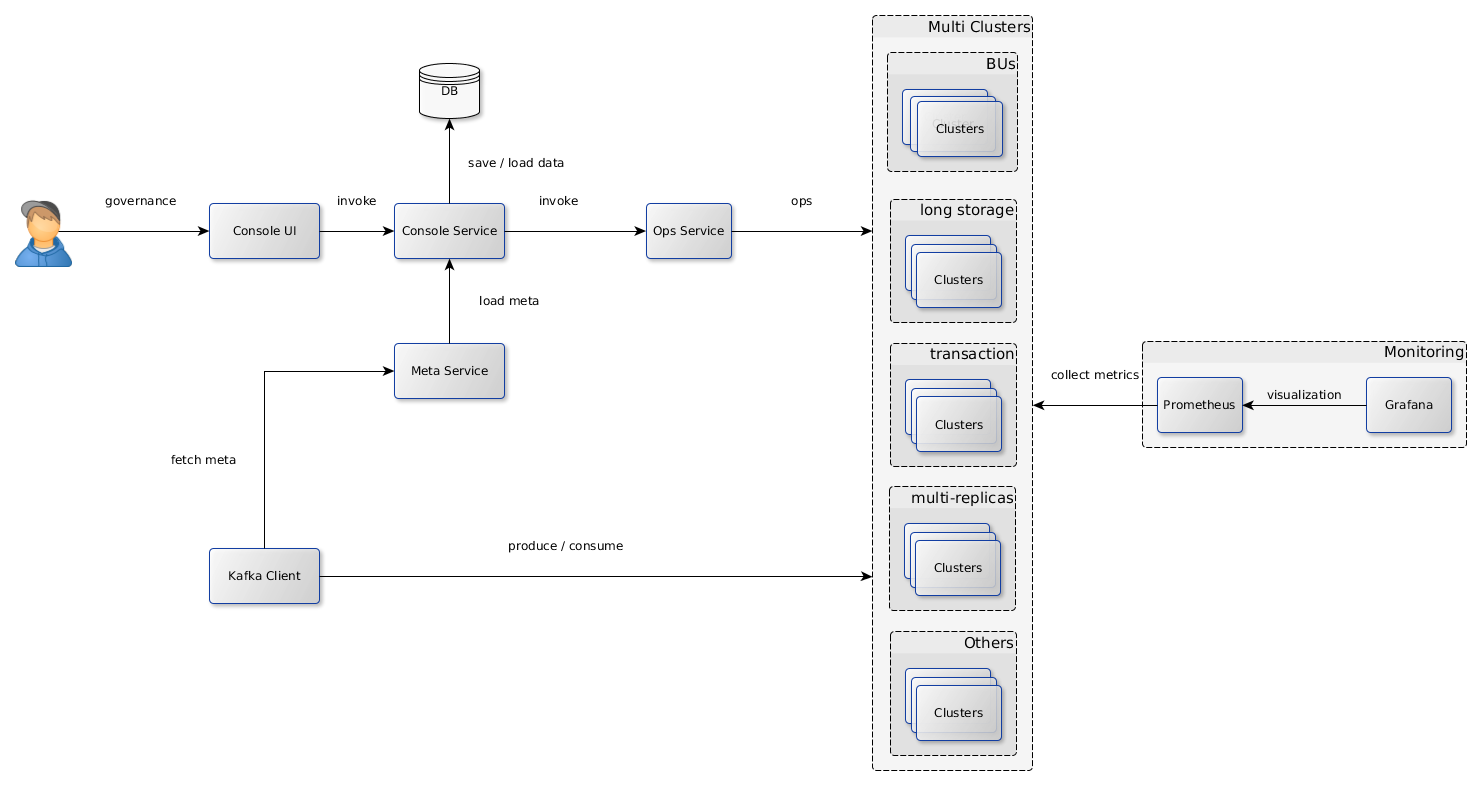 Multi Clusters
BUs
DB
Cluster
Clusters
save / load data
governance
invoke
invoke
ops
long storage
Console UI
Console Service
Ops Service
Clusters
load meta
transaction
Monitoring
Meta Service
collect metrics
Prometheus
visualization
Grafana
Clusters
fetch meta
multi-replicas
produce / consume
Kafka Client
Clusters
Others
Clusters